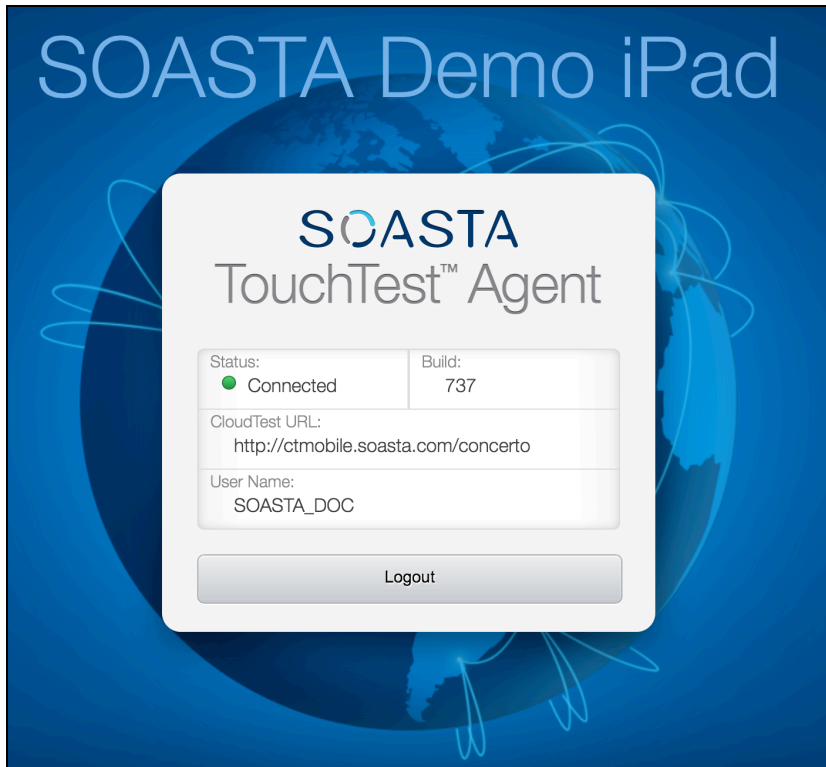 SOASTA Demo iPad
SOASTA
TouchTest™ Agent
Status:
Build:
Connected
737
CloudTest URL:
http://ctmobile.soasta.com/concerto
User Name:
SOASTA_DOC
Logout